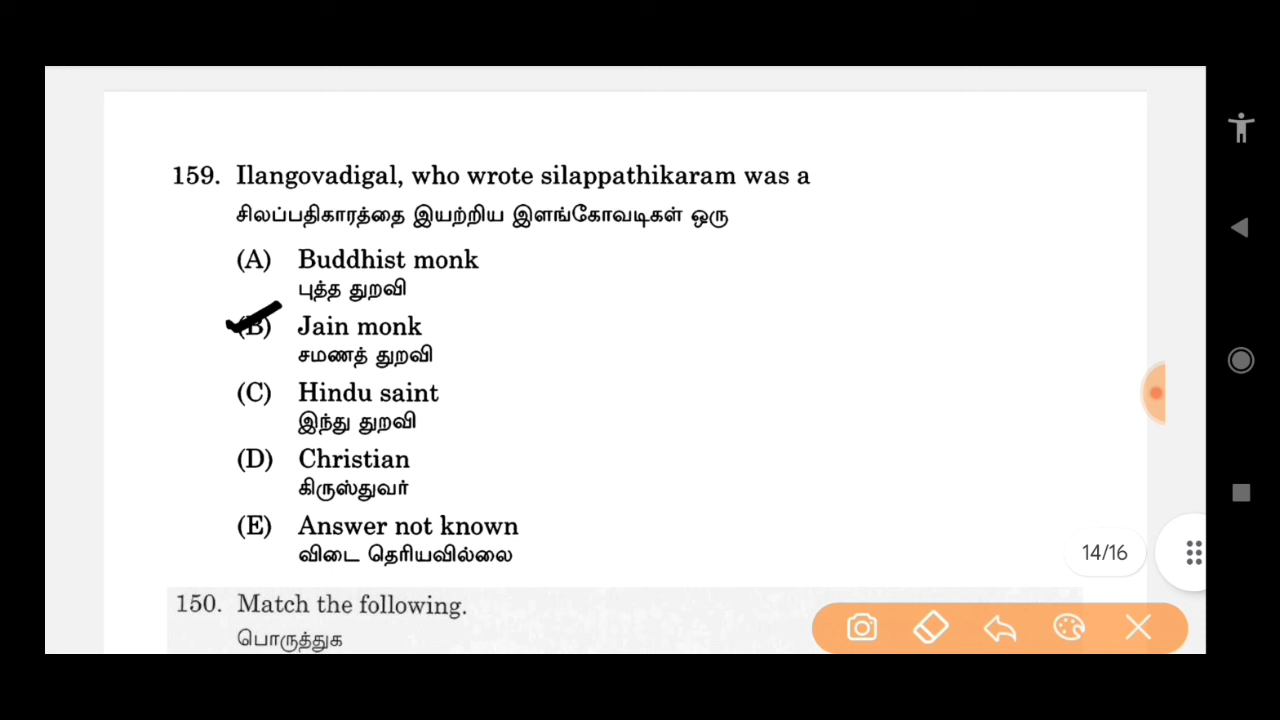 159. Ilangovadigal, who wrote silappathikaram was a
சிலப்பதிகாரத்தை இயற்றிய இளங்கோவடிகள் ஒரு
(A) Buddhist monk
புத்த துறவி
(B) Jain monk
சமணத் துறவி
(C) Hindu saint
இந்து துறவி
(D) Christian
கிருஸ்துவர்
(E) Answer not known
விடை தெரியவில்லை
14/16
150. Match the following.
பொருத்துக